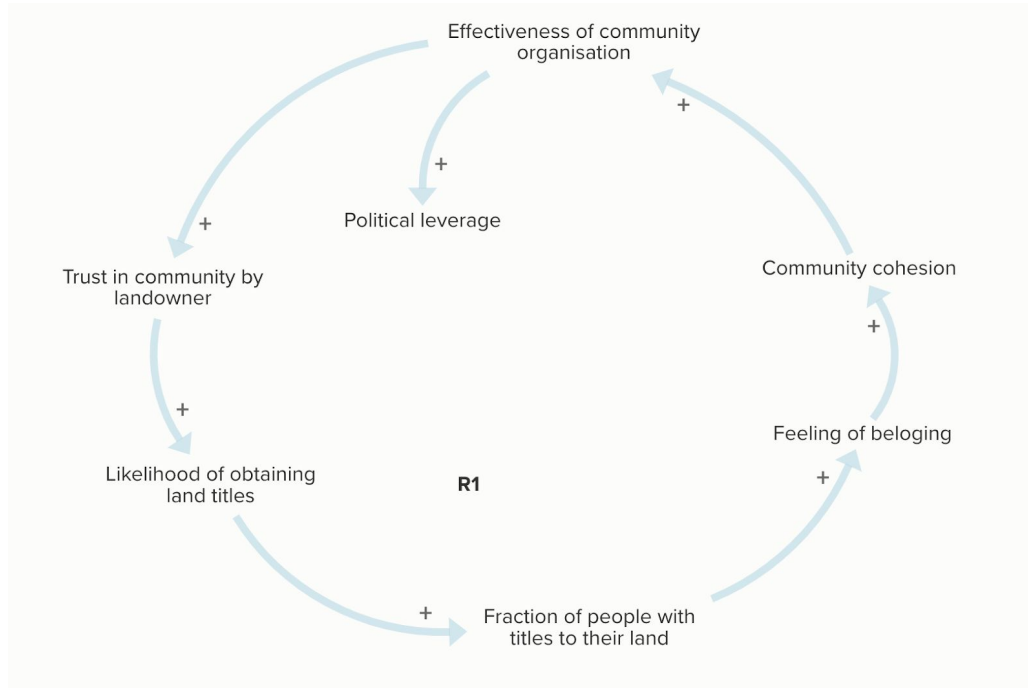 Effectiveness of community
organisation
+
+
+
Political leverage
Trust in community by
landowner
Community cohesion
+
+
Feeling of beloging
Likelihood of obtaining
land titles
R1
+
+
Fraction of people with
titles to their land